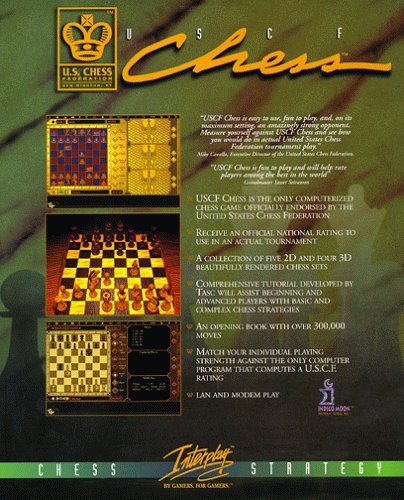 USCF
Chess™
U.S. CHESS
FEDERATION
NEW WINDSOR, NY
"USCF Chess is easy to use, fun to play, and, on its
maximum setting, an amazingly strong opponent.
Measure yourself against USCF Chess and see how
you would do in actual United States Chess
Federation tournament play."
Mike Cavallo, Executive Director of the United States Chess Federation.
"USCF Chess is fun to play and will help rate
players among the best in the world
Grandmaster Yasser Seirawan
USCF CHESS IS THE ONLY COMPUTERIZED
CHESS GAME OFFICIALLY ENDORSED BY THE
UNITED STATES CHESS FEDERATION
RECEIVE AN OFFICIAL NATIONAL RATING TO
USE IN AN ACTUAL TOURNAMENT
A COLLECTION OF FIVE 2D AND FOUR 3D
BEAUTIFULLY RENDERED CHESS SETS
COMPREHENSIVE TUTORIAL DEVELOPED BY
TASC WILL ASSIST BEGINNING AND
ADVANCED PLAYERS WITH BASIC AND
COMPLEX CHESS STRATEGIES
AN OPENING BOOK WITH OVER 300,000
MOVES
MATCH YOUR INDIVIDUAL PLAYING
STRENGTH AGAINST THE ONLY COMPUTER
PROGRAM THAT COMPUTES A U.S.C.F.
RATING
LAN AND MODEM PLAY
INDIGO MOON
CHESS
Interplay™
BY GAMERS. FOR GAMERS.™
STRATEGY